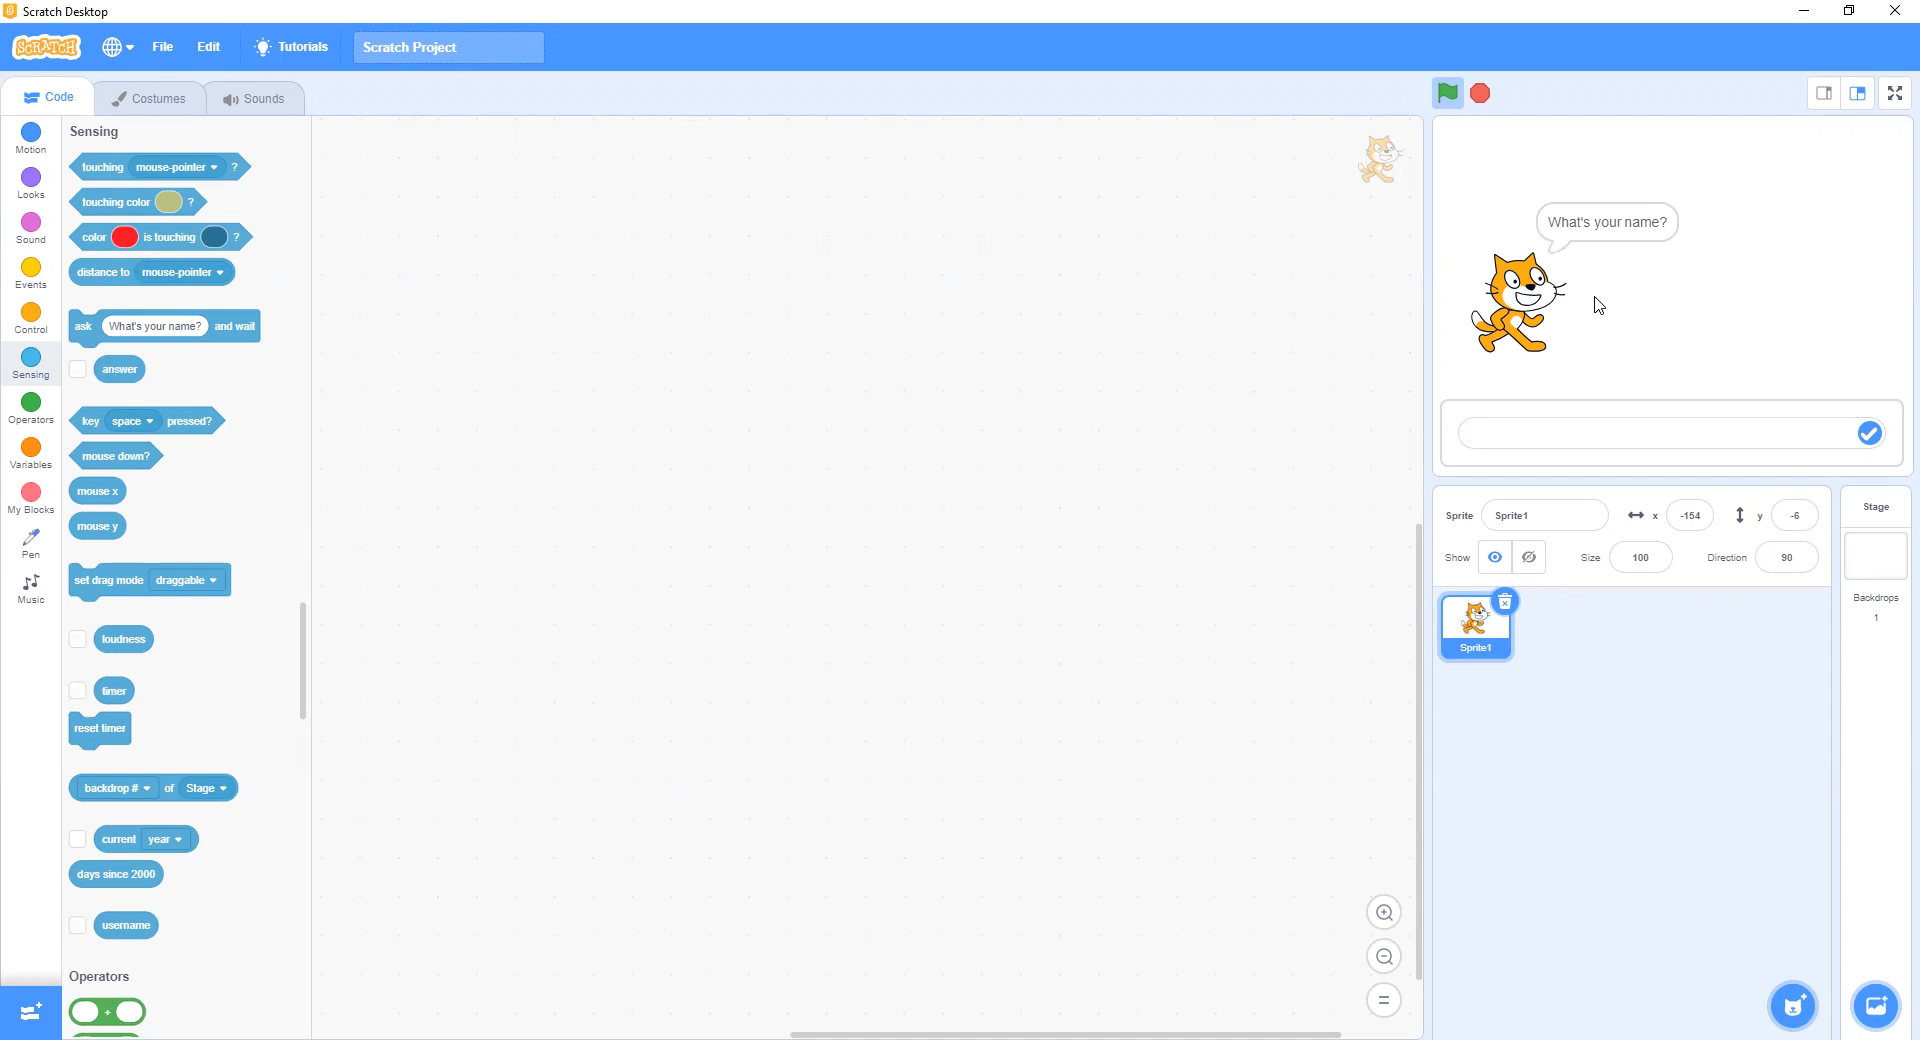 Scratch Desktop
SCRATCH File Edit Tutorials Scratch Project
Code Costumes Sounds
Motion
Looks
Sound
Events
Control
Sensing
Operators
Variables
My Blocks
Pen
Music
Sensing
touching mouse-pointer ?
touching color ?
color is touching ?
distance to mouse-pointer
ask What's your name? and wait
answer
key space pressed?
mouse down?
mouse x
mouse y
set drag mode draggable
loudness
timer
reset timer
backdrop # of Stage
current year
days since 2000
username
Operators
+
=
What's your name?
Sprite Sprite1 x -154 y -6
Show Size 100 Direction 90
Sprite1
Stage
Backdrops
1